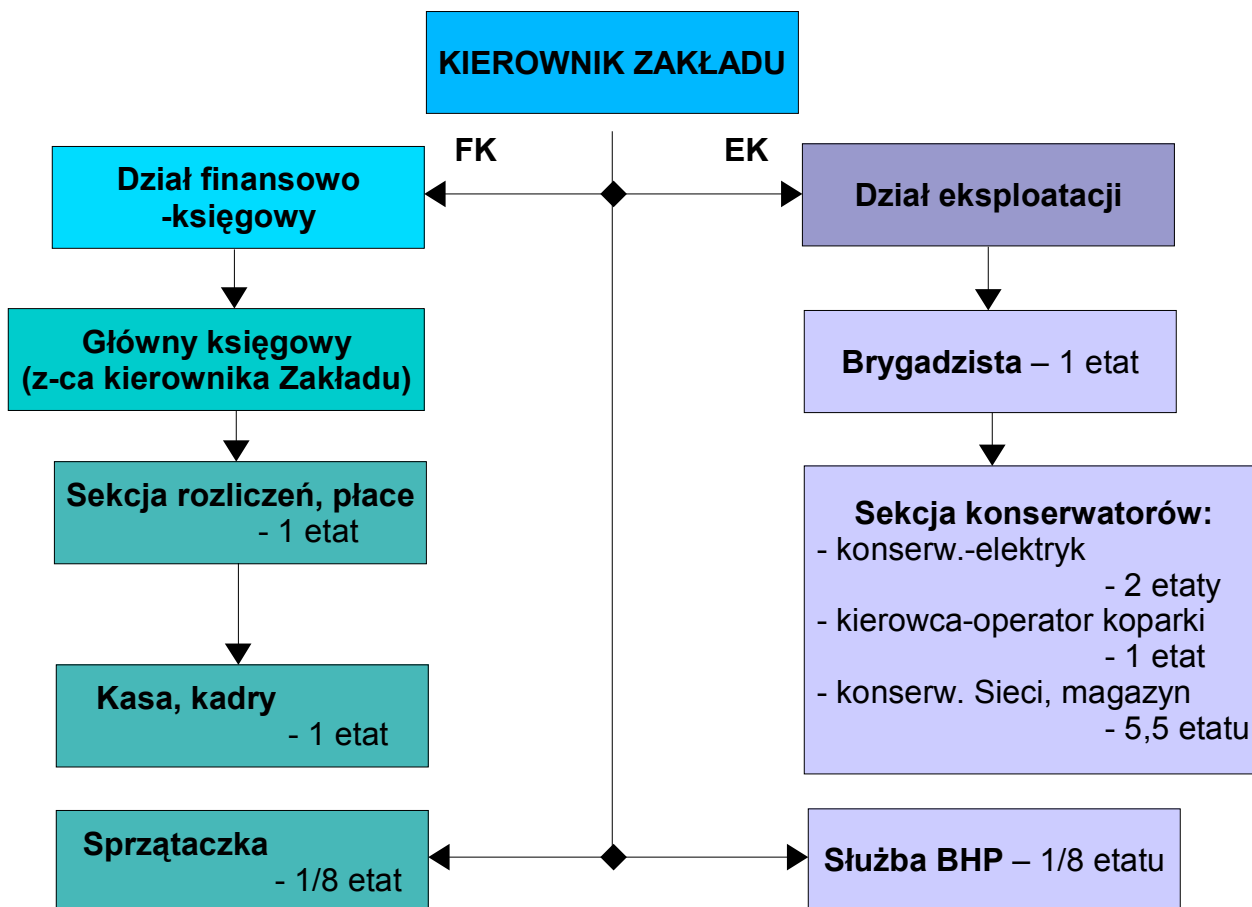 KIEROWNIK ZAKŁADU
FK
EK
Dział finansowo
-księgowy
Dział eksploatacji
Główny księgowy
(z-ca kierownika Zakładu)
Brygadzista – 1 etat
Sekcja rozliczeń, płace
- 1 etat
Sekcja konserwatorów:
- konserw.-elektryk
- 2 etaty
- kierowca-operator koparki
- 1 etat
- konserw. Sieci, magazyn
- 5,5 etatu
Kasa, kadry
- 1 etat
Sprzątaczka
- 1/8 etat
Służba BHP – 1/8 etatu